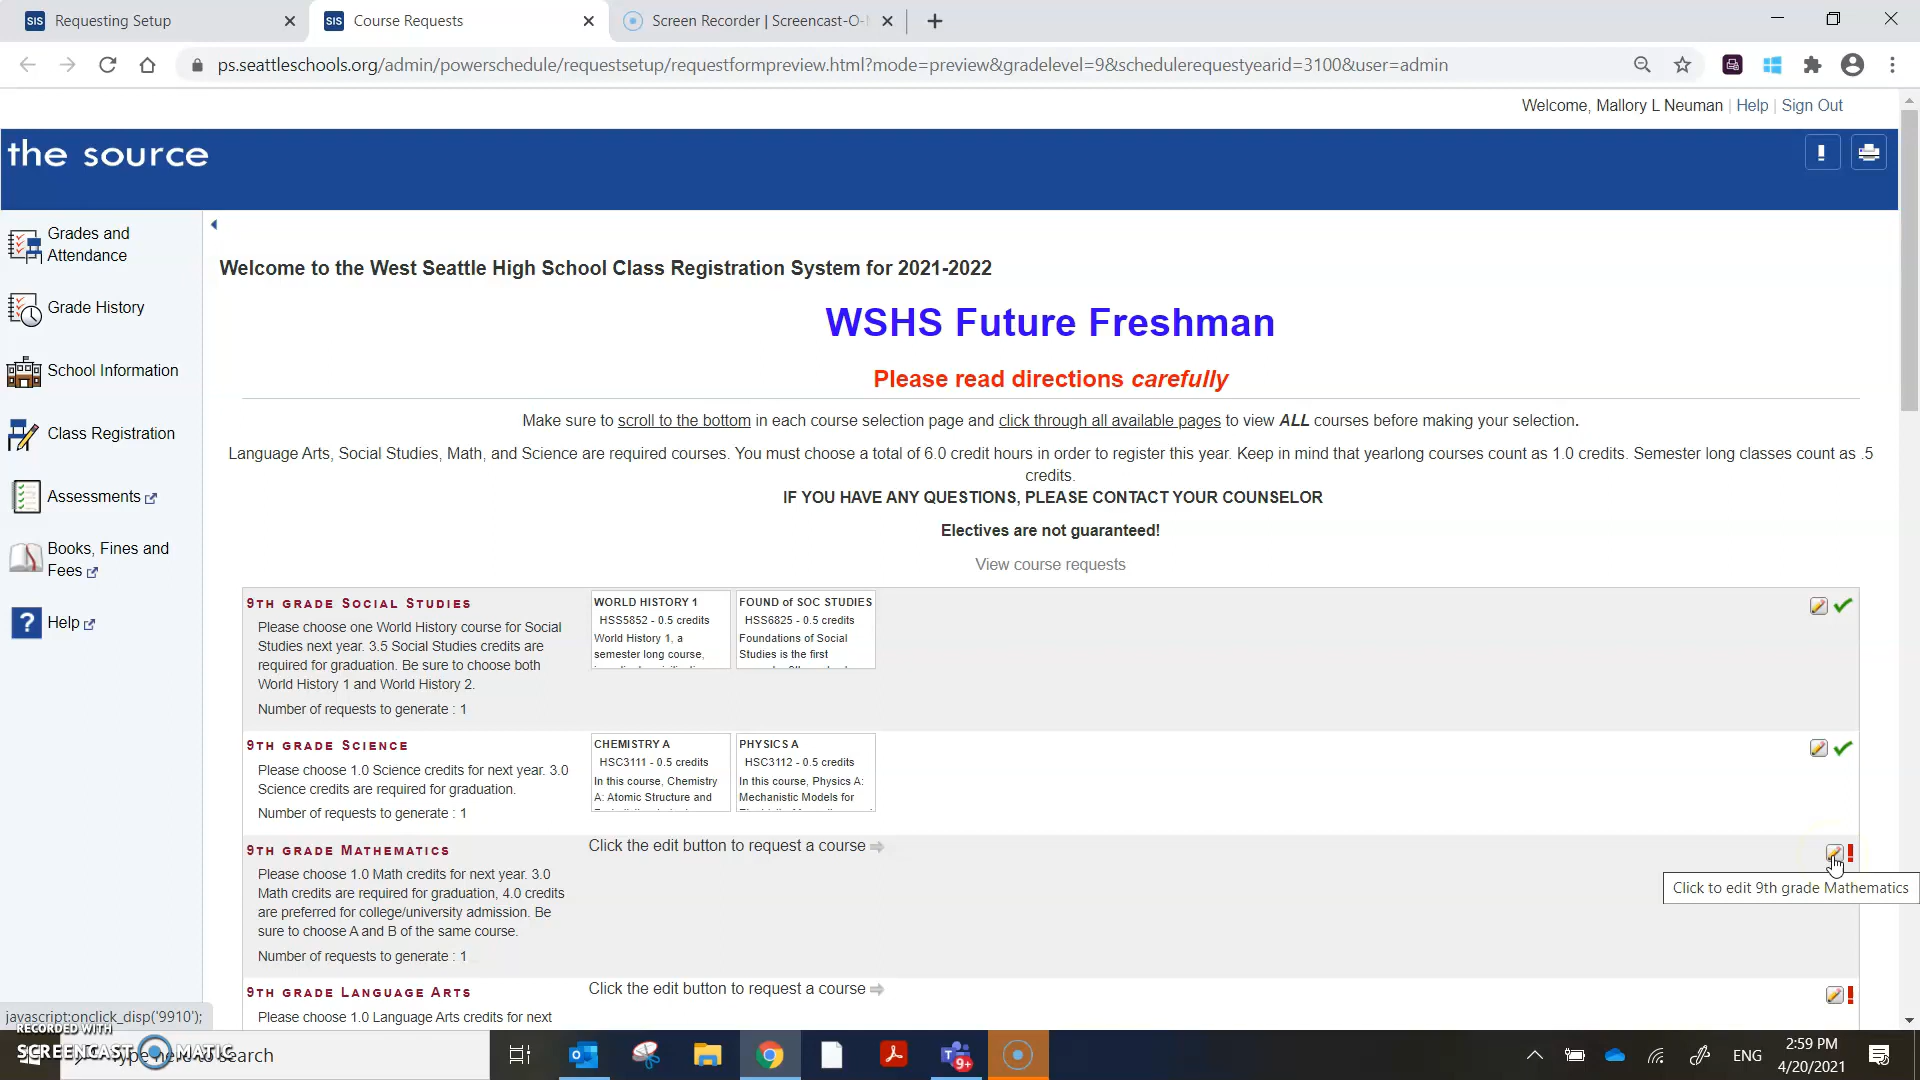 SIS Requesting Setup
SIS Course Requests
Screen Recorder | Screencast-O-
ps.seattleschools.org/admin/powerschedule/requestsetup/requestformpreview.html?mode=preview&gradelevel=9&schedulerequestyearid=3100&user=admin
Welcome, Mallory L Neuman | Help | Sign Out
the source
Grades and
Attendance
Grade History
School Information
Class Registration
Assessments
Books, Fines and
Fees
Help
Welcome to the West Seattle High School Class Registration System for 2021-2022
WSHS Future Freshman
Please read directions carefully
Make sure to scroll to the bottom in each course selection page and click through all available pages to view ALL courses before making your selection.
Language Arts, Social Studies, Math, and Science are required courses. You must choose a total of 6.0 credit hours in order to register this year. Keep in mind that yearlong courses count as 1.0 credits. Semester long classes count as .5
credits.
IF YOU HAVE ANY QUESTIONS, PLEASE CONTACT YOUR COUNSELOR
Electives are not guaranteed!
View course requests
9TH GRADE SOCIAL STUDIES
Please choose one World History course for Social
Studies next year. 3.5 Social Studies credits are
required for graduation. Be sure to choose both
World History 1 and World History 2.
Number of requests to generate : 1
WORLD HISTORY 1
HSS5852 - 0.5 credits
World History 1, a
semester long course,
FOUND of SOC STUDIES
HSS6825 - 0.5 credits
Foundations of Social
Studies is the first
9TH GRADE SCIENCE
Please choose 1.0 Science credits for next year. 3.0
Science credits are required for graduation.
Number of requests to generate : 1
CHEMISTRY A
HSC3111 - 0.5 credits
In this course, Chemistry
A: Atomic Structure and
PHYSICS A
HSC3112 - 0.5 credits
In this course, Physics A:
Mechanistic Models for
9TH GRADE MATHEMATICS
Please choose 1.0 Math credits for next year. 3.0
Math credits are required for graduation, 4.0 credits
are preferred for college/university admission. Be
sure to choose A and B of the same course.
Number of requests to generate : 1
Click the edit button to request a course
Click to edit 9th grade Mathematics
9TH GRADE LANGUAGE ARTS
Please choose 1.0 Language Arts credits for next
Click the edit button to request a course
javascript:onclick_disp('9910');
RECORDED WITH
SCREENCAST MATIC
Type here to search
9+
ENG
2:59 PM
4/20/2021